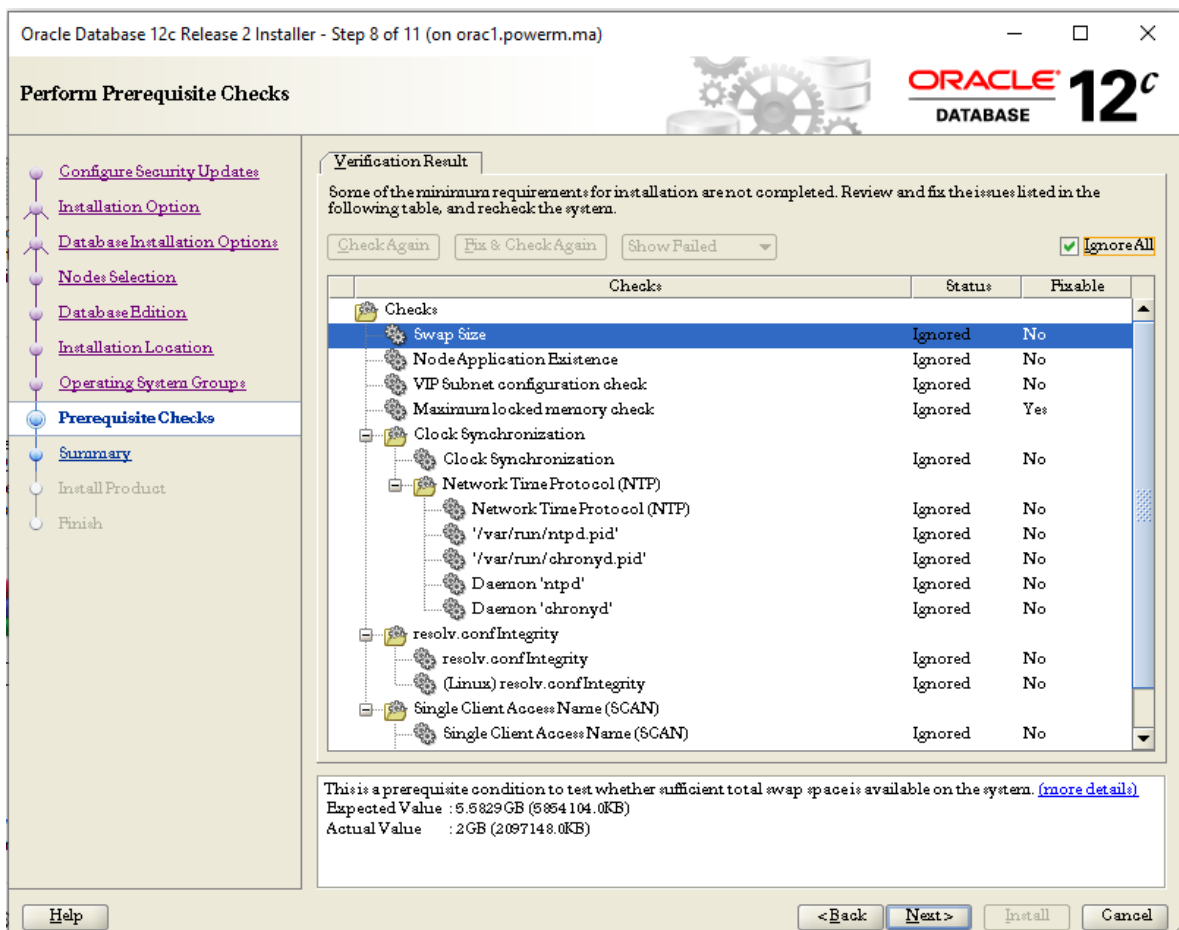 Oracle Database 12c Release 2 Installer - Step 8 of 11 (on orac1.powerm.ma)
Perform Prerequisite Checks
ORACLE
DATABASE
12c
Configure Security Updates
Installation Option
Database Installation Options
Nodes Selection
Database Edition
Installation Location
Operating System Groups
Prerequisite Checks
Summary
Install Product
Finish
Verification Result
Some of the minimum requirements for installation are not completed. Review and fix the issues listed in the
following table, and recheck the system.
Check Again Fix & Check Again Show Failed Ignore All
Checks Status Fixable
Checks
Swap Size Ignored No
Node Application Existence Ignored No
VIP Subnet configuration check Ignored No
Maximum locked memory check Ignored Yes
Clock Synchronization
Clock Synchronization Ignored No
Network Time Protocol (NTP)
Network Time Protocol (NTP) Ignored No
'/var/run/ntpd.pid' Ignored No
'/var/run/chronyd.pid' Ignored No
Daemon 'ntpd' Ignored No
Daemon 'chronyd' Ignored No
resolv.conf Integrity
resolv.conf Integrity Ignored No
(Linux) resolv.conf Integrity Ignored No
Single Client Access Name (SCAN)
Single Client Access Name (SCAN) Ignored No
This is a prerequisite condition to test whether sufficient total swap space is available on the system. (more details)
Expected Value : 5.5829GB (5854104.0KB)
Actual Value : 2GB (2097148.0KB)
Help < Back Next > Install Cancel